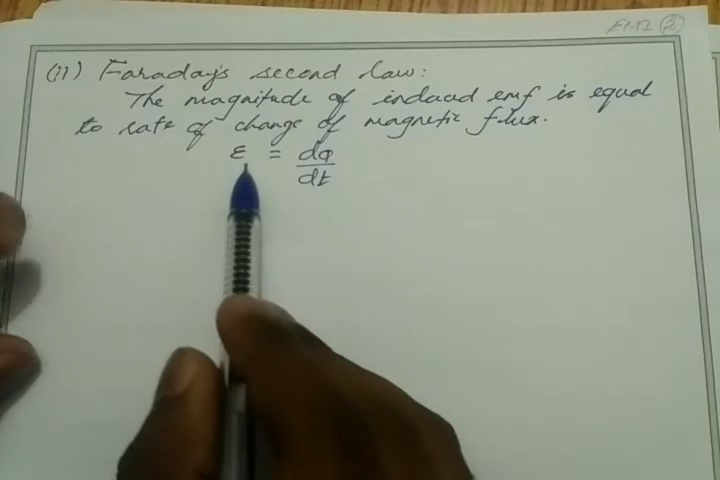 EMI 2
(ii) Faraday's second law:
The magnitude of induced emf is equal
to rate of change of magnetic flux.
ε = dφ/dt